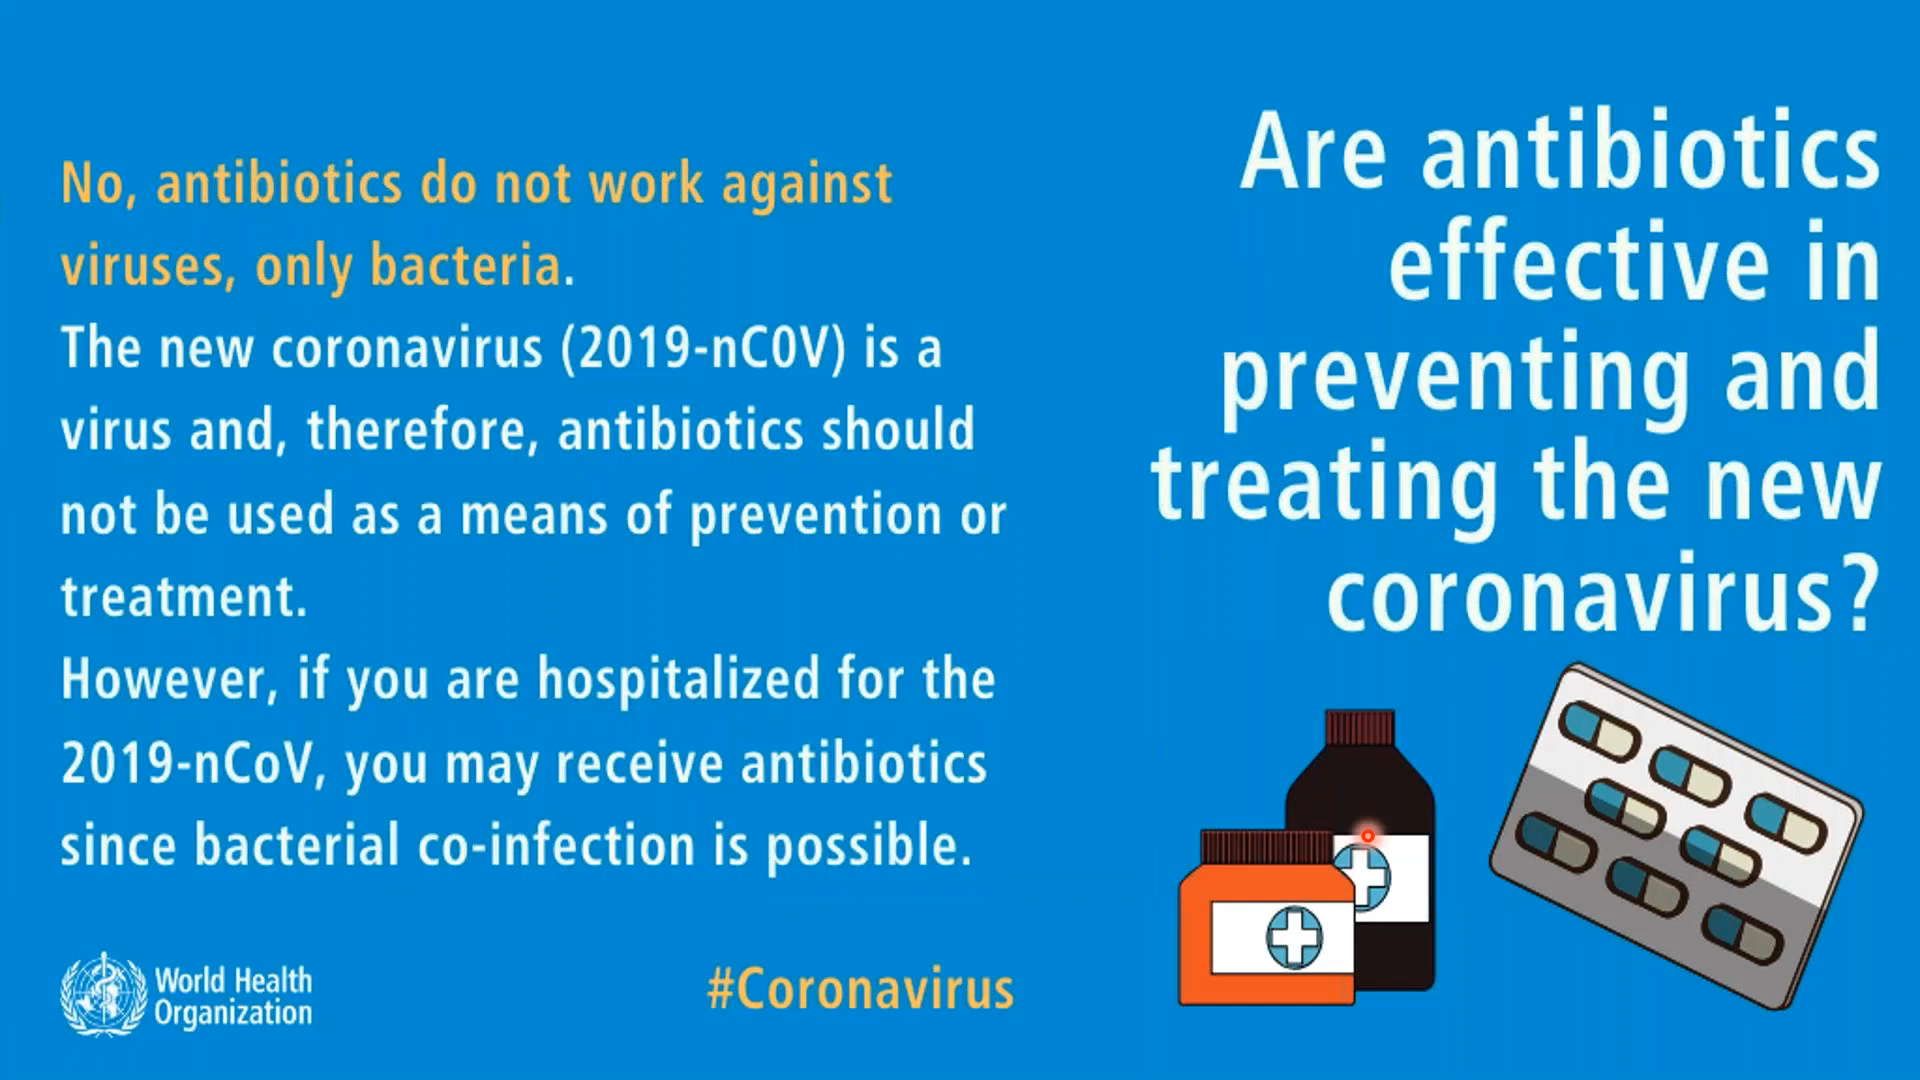 Are antibiotics
effective in
preventing and
treating the new
coronavirus?
No, antibiotics do not work against
viruses, only bacteria.
The new coronavirus (2019-nC0V) is a
virus and, therefore, antibiotics should
not be used as a means of prevention or
treatment.
However, if you are hospitalized for the
2019-nCoV, you may receive antibiotics
since bacterial co-infection is possible.
World Health
Organization
#Coronavirus